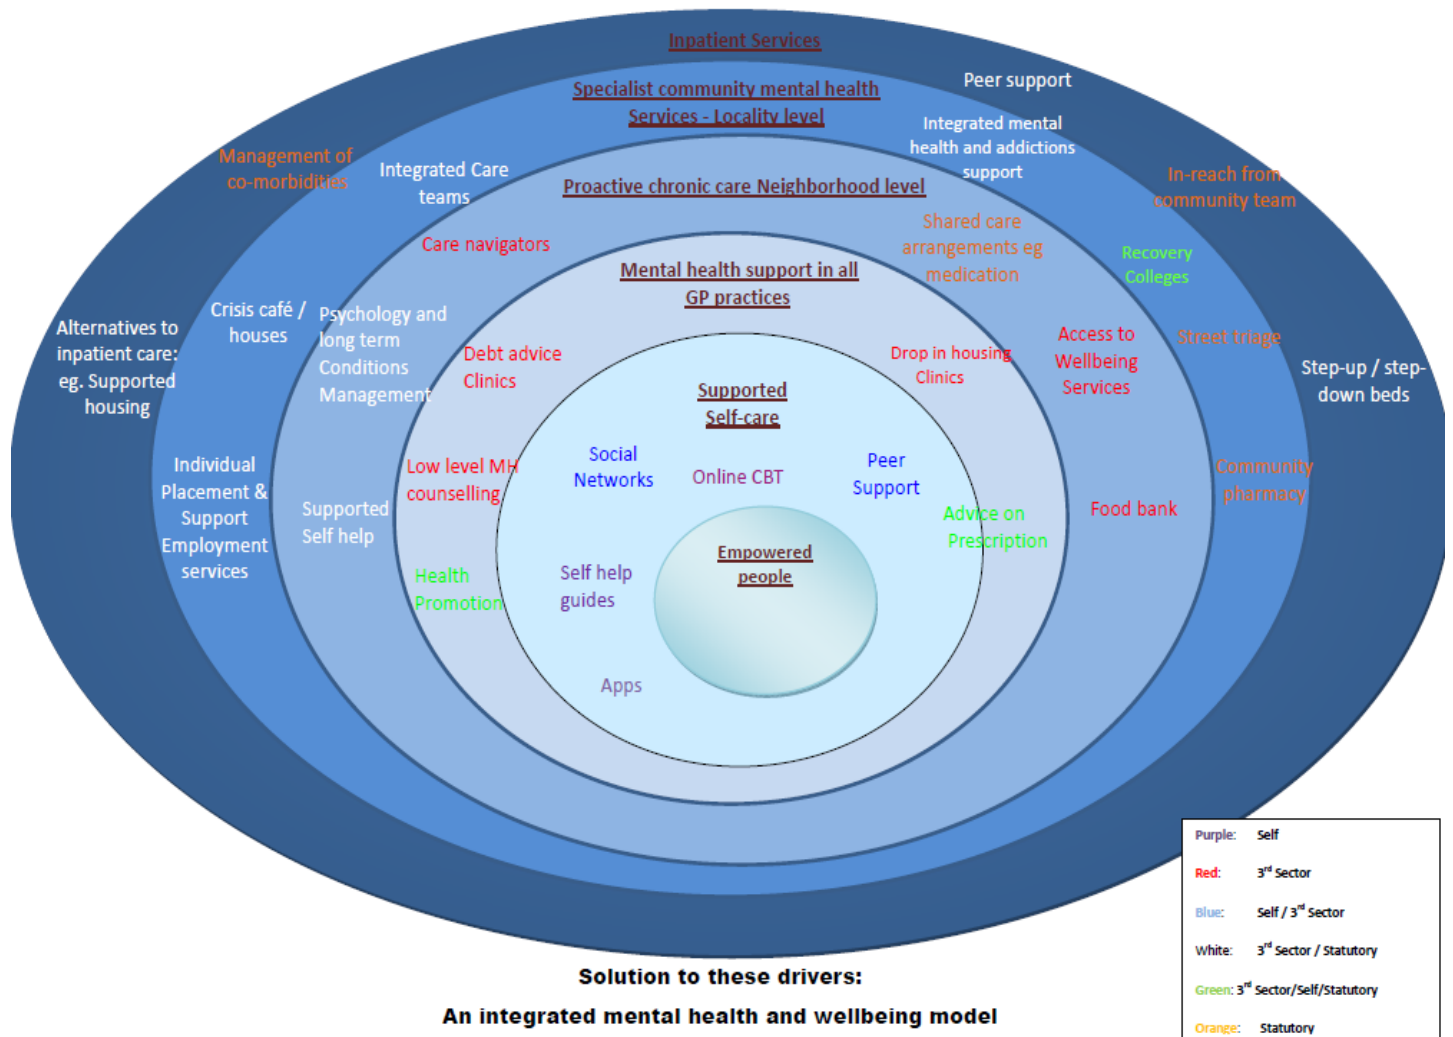 Inpatient Services
Specialist community mental health
Services - Locality level
Peer support
Integrated mental
health and addictions
support
Management of
co-morbidities
Integrated Care
teams
Proactive chronic care Neighborhood level
In-reach from
community team
Care navigators
Shared care
arrangements eg
medication
Recovery
Colleges
Mental health support in all
GP practices
Alternatives to
inpatient care:
eg. Supported
housing
Crisis café /
houses
Psychology and
long term
Conditions
Management
Debt advice
Clinics
Drop in housing
Clinics
Access to
Wellbeing
Services
Street triage
Step-up / step-
down beds
Supported
Self-care
Individual
Placement &
Support
Employment
services
Supported
Self help
Low level MH
counselling
Social
Networks
Online CBT
Peer
Support
Advice on
Prescription
Food bank
Community
pharmacy
Health
Promotion
Self help
guides
Empowered
people
Apps
Purple: Self
Red: 3rd Sector
Blue: Self / 3rd Sector
White: 3rd Sector / Statutory
Green: 3rd Sector/Self/Statutory
Orange: Statutory
Solution to these drivers:
An integrated mental health and wellbeing model